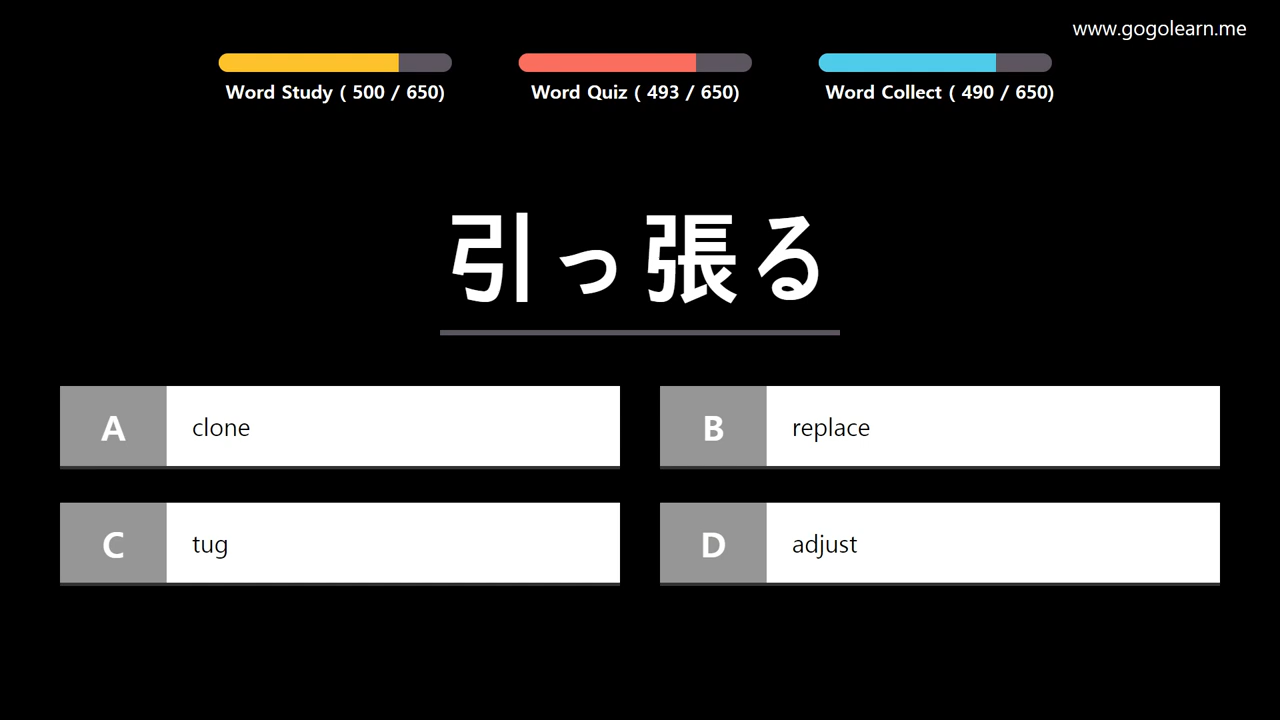 www.gogolearn.me
Word Study ( 500 / 650)
Word Quiz ( 493 / 650)
Word Collect ( 490 / 650)
引っ張る
A clone
B replace
C tug
D adjust